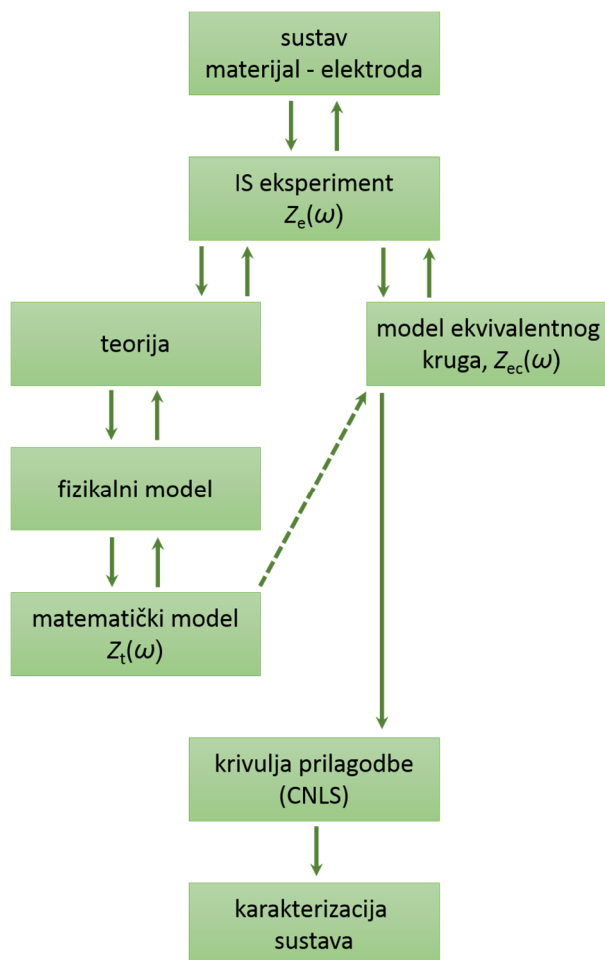 sustav
materijal - elektroda
IS eksperiment
Zₑ(ω)
teorija
model ekvivalentnog
kruga, Z_ec(ω)
fizikalni model
matematički model
Zₜ(ω)
krivulja prilagodbe
(CNLS)
karakterizacija
sustava